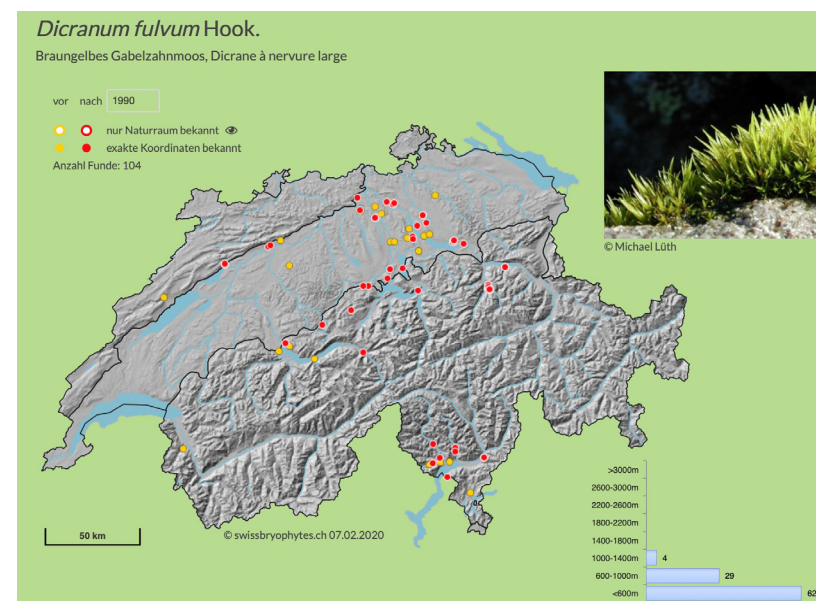 Dicranum fulvum Hook.
Braungelbes Gabelzahnmoos, Dicrane à nervure large
vor nach 1990
nur Naturraum bekannt
exakte Koordinaten bekannt
Anzahl Funde: 104
© Michael Lüth
>3000m
2600-3000m
2200-2600m
1800-2200m
1400-1800m
1000-1400m 4
600-1000m 29
<600m 62
50 km
© swissbryophytes.ch 07.02.2020